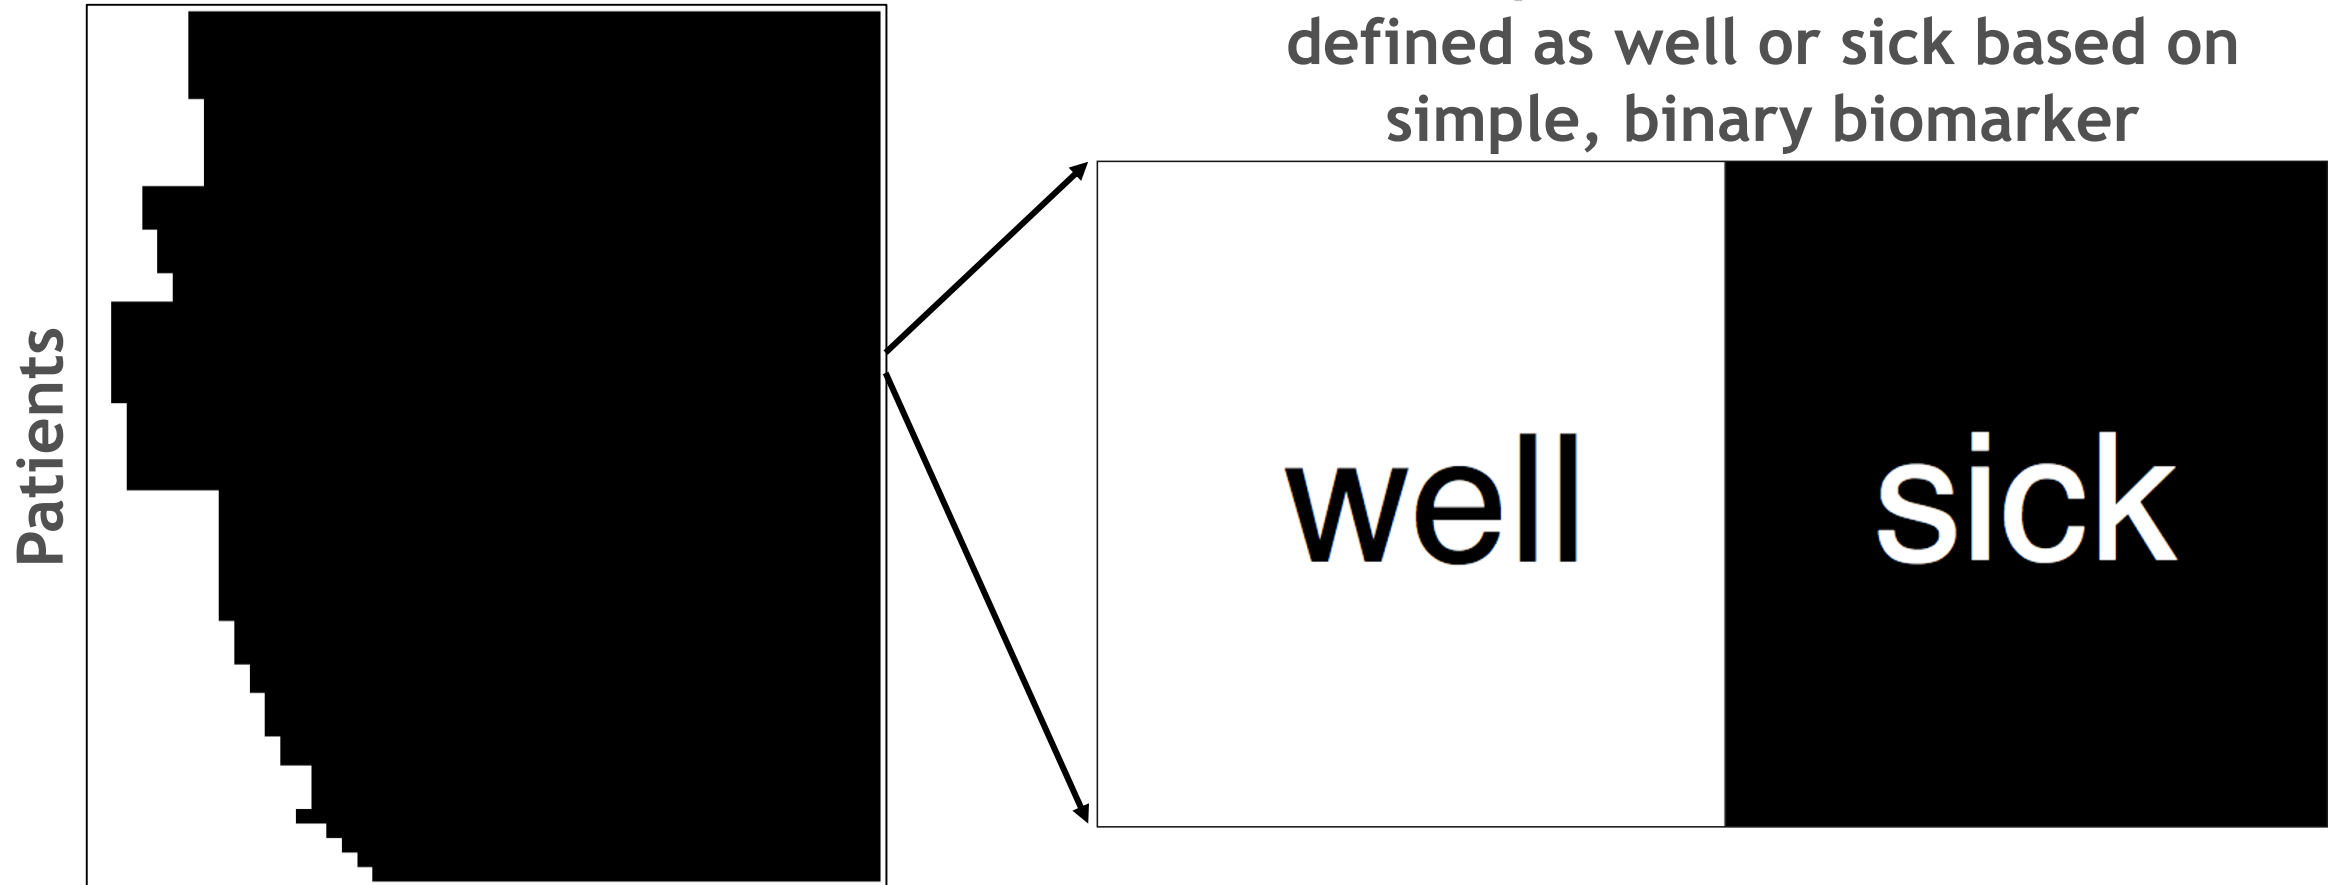 defined as well or sick based on
simple, binary biomarker
Patients
well
sick